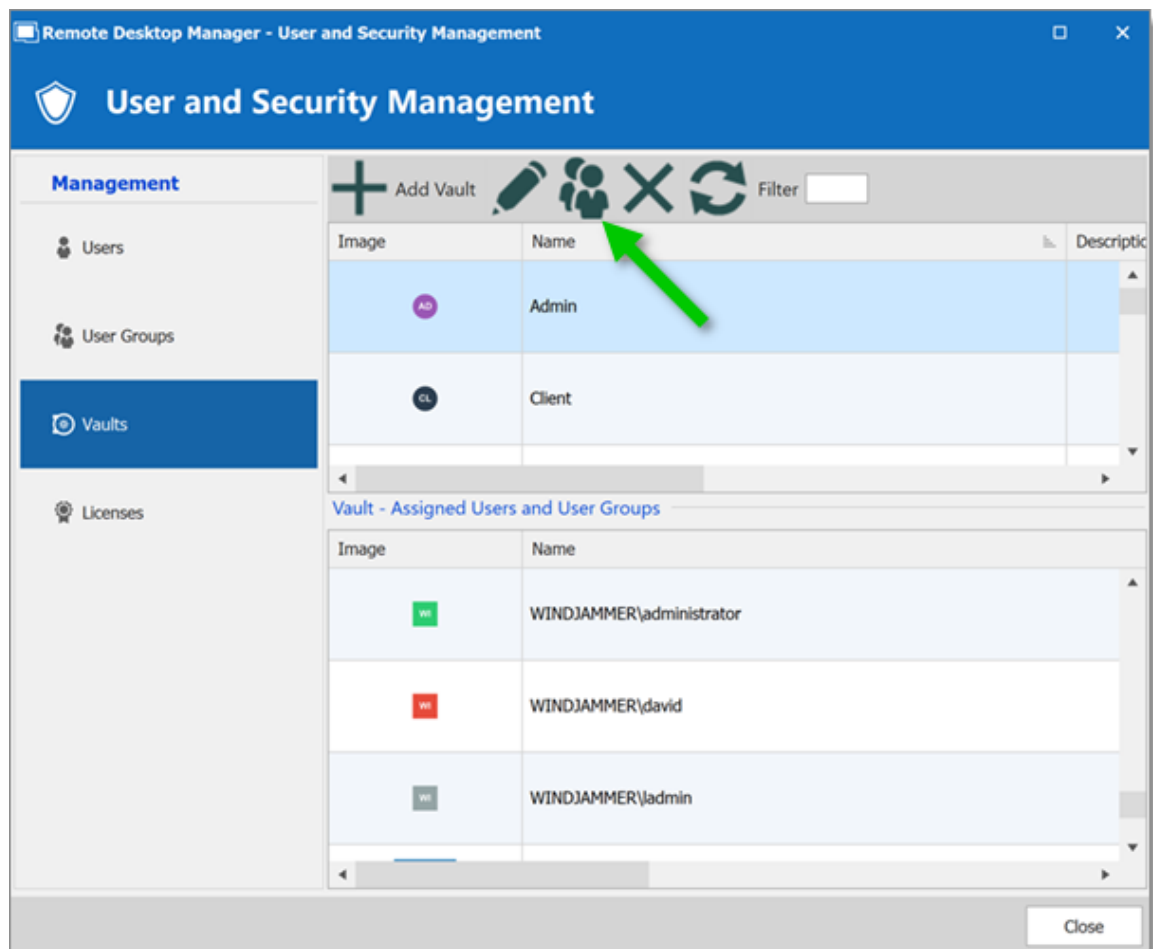 Remote Desktop Manager - User and Security Management
User and Security Management
Management
Users
User Groups
Vaults
Licenses
Add Vault Filter
Image Name Descriptic
AD Admin
CL Client
Vault - Assigned Users and User Groups
Image Name
WI WINDJAMMER\administrator
WI WINDJAMMER\david
WI WINDJAMMER\ladmin
Close